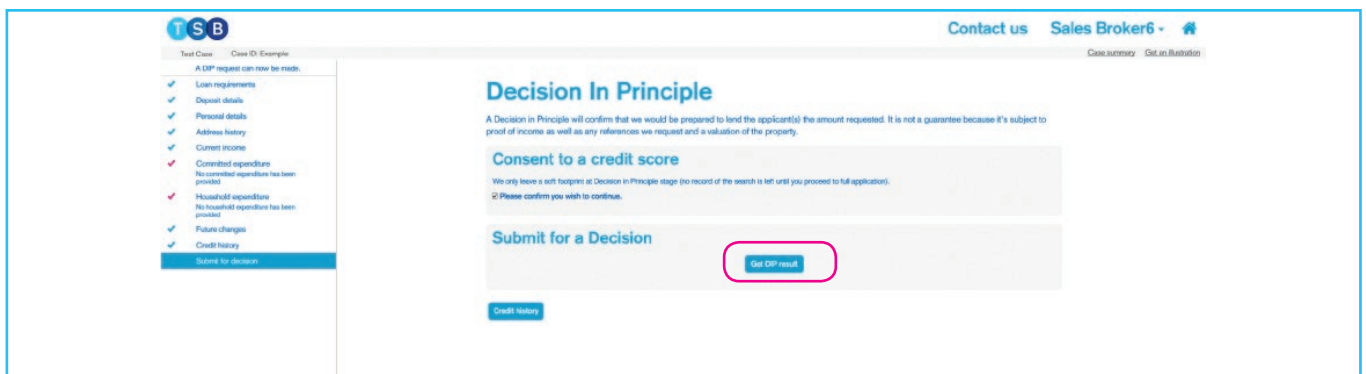 TSB
Contact us Sales Broker6
Test Case Case ID: Example
Case summary Get an illustration
A DIP request can now be made.
Loan requirements
Deposit details
Personal details
Address history
Current income
Committed expenditure
No committed expenditure has been
provided
Household expenditure
No household expenditure has been
provided
Future changes
Credit history
Submit for decision
Decision In Principle
A Decision in Principle will confirm that we would be prepared to lend the applicant(s) the amount requested. It is not a guarantee because it's subject to
proof of income as well as any references we request and a valuation of the property.
Consent to a credit score
We only leave a soft footprint at Decision in Principle stage (no record of the search is left until you proceed to full application).
Please confirm you wish to continue.
Submit for a Decision
Get DIP result
Credit history